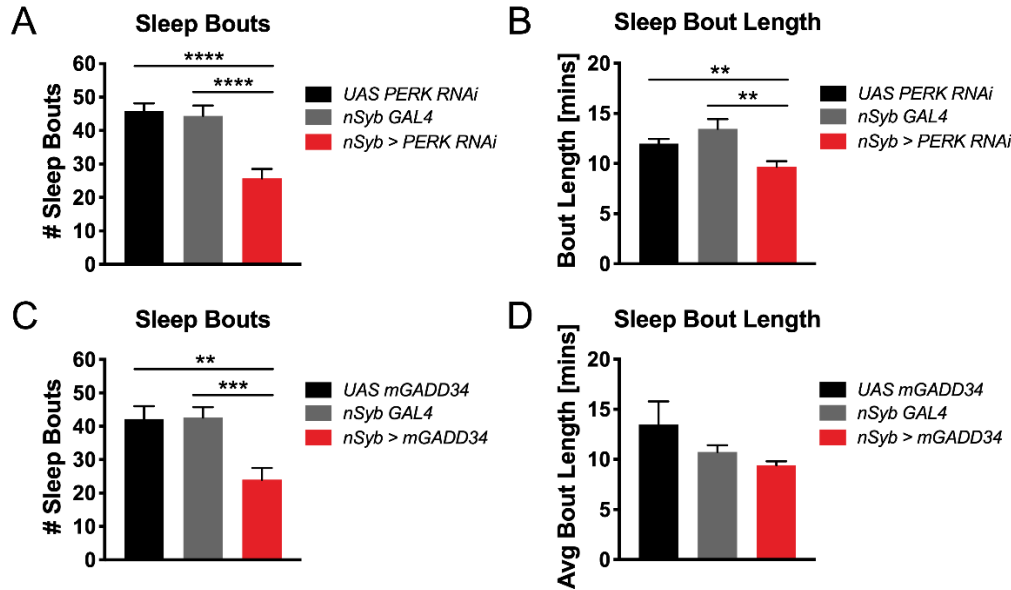 A
Sleep Bouts
# Sleep Bouts
60
50
40
30
20
10
0
****
****
UAS PERK RNAi
nSyb GAL4
nSyb > PERK RNAi
B
Sleep Bout Length
Bout Length [mins]
20
15
10
5
0
**
**
UAS PERK RNAi
nSyb GAL4
nSyb > PERK RNAi
C
Sleep Bouts
# Sleep Bouts
60
50
40
30
20
10
0
**
***
UAS mGADD34
nSyb GAL4
nSyb > mGADD34
D
Sleep Bout Length
Avg Bout Length [mins]
20
15
10
5
0
UAS mGADD34
nSyb GAL4
nSyb > mGADD34